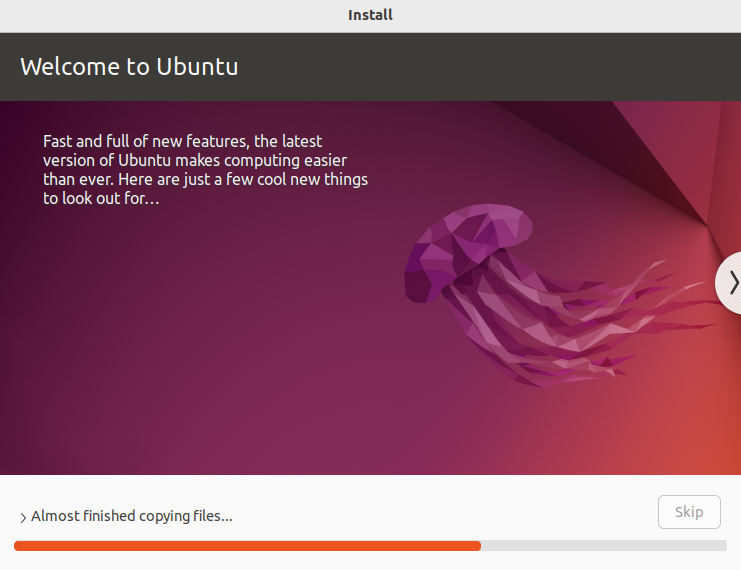 Install
Welcome to Ubuntu
Fast and full of new features, the latest
version of Ubuntu makes computing easier
than ever. Here are just a few cool new things
to look out for…
Almost finished copying files...
Skip